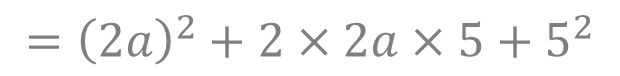 = (2a)² + 2 × 2a × 5 + 5²